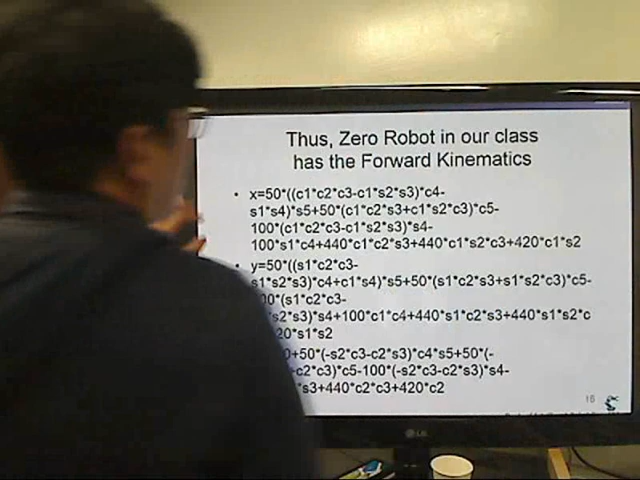 Thus, Zero Robot in our class
has the Forward Kinematics
• x=50*((c1*c2*c3-c1*s2*s3)*c4-
s1*s4)*s5+50*(c1*c2*s3+c1*s2*c3)*c5-
100*(c1*c2*c3-c1*s2*s3)*s4-
100*s1*c4+440*c1*c2*s3+440*c1*s2*c3+420*c1*s2
• y=50*((s1*c2*c3-
s1*s2*s3)*c4+c1*s4)*s5+50*(s1*c2*s3+s1*s2*c3)*c5-
00*(s1*c2*c3-
s2*s3)*s4+100*c1*c4+440*s1*c2*s3+440*s1*s2*c
20*s1*s2
0+50*(-s2*c3-c2*s3)*c4*s5+50*(-
c2*c3)*c5-100*(-s2*c3-c2*s3)*s4-
*s3+440*c2*c3+420*c2
16
LG